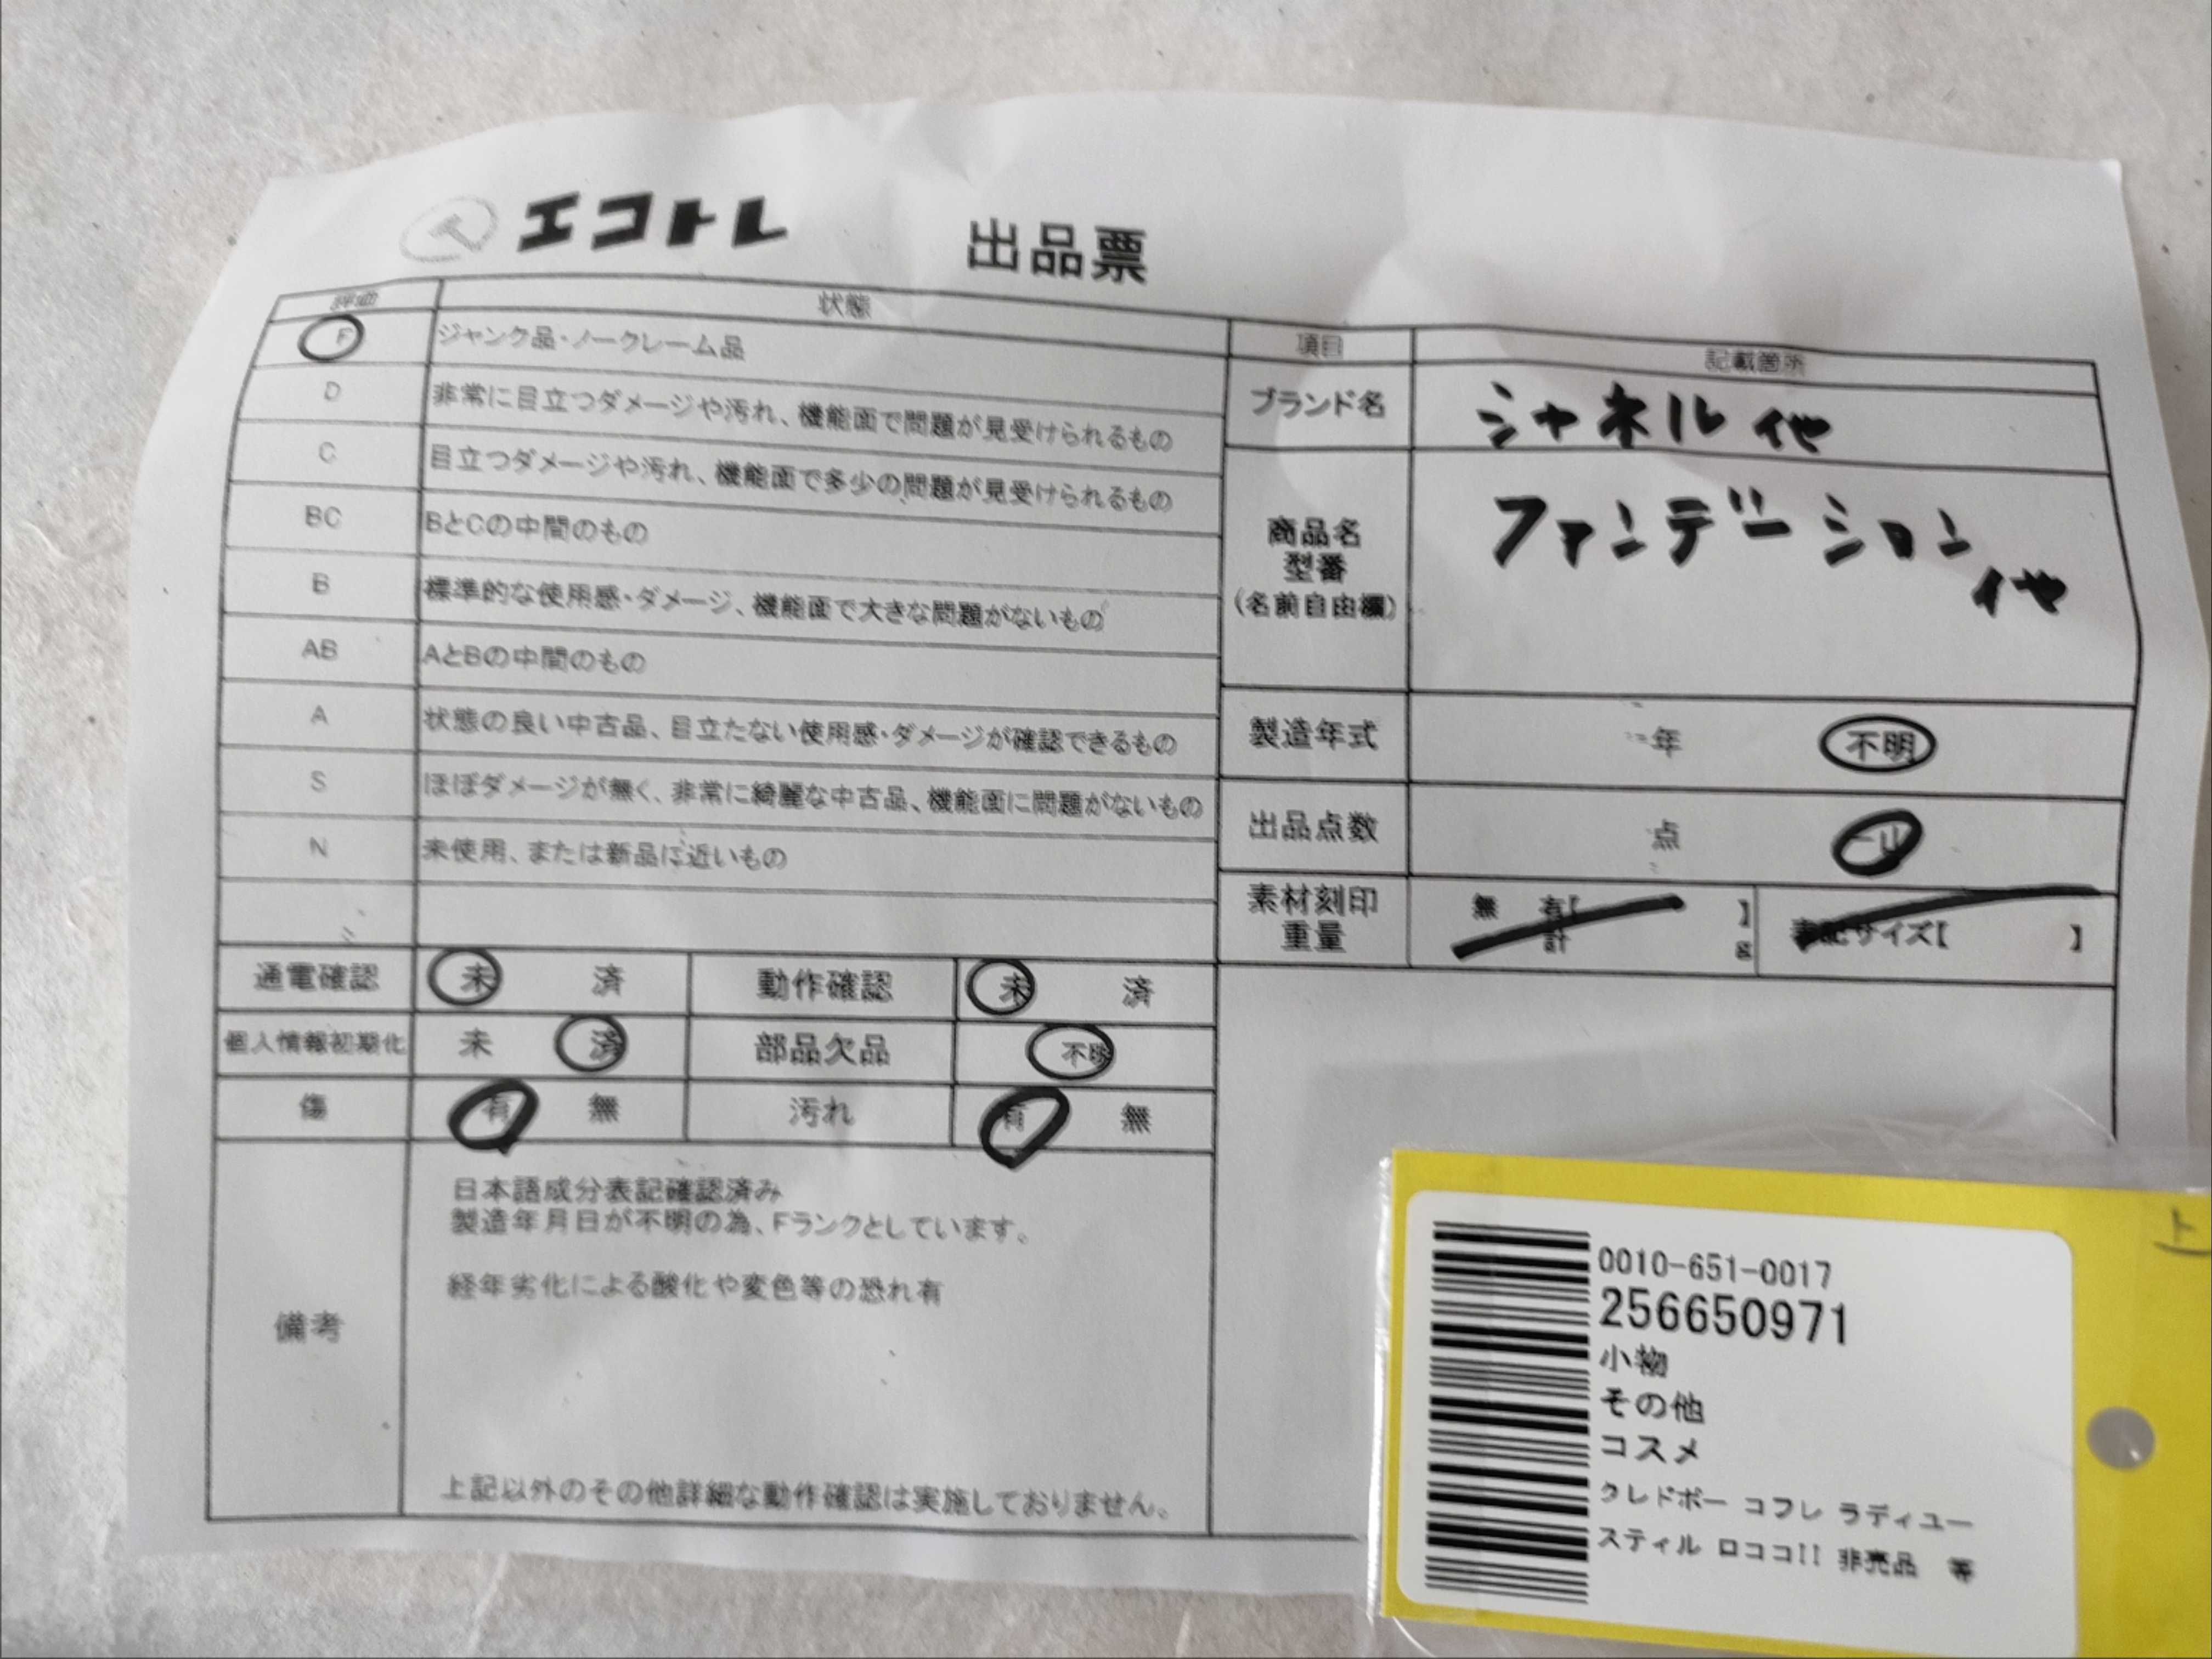 エコトレ 出品票
評価 状態
F ジャンク品・ノークレーム品
D 非常に目立つダメージや汚れ、機能面で問題が見受けられるもの
C 目立つダメージや汚れ、機能面で多少の問題が見受けられるもの
BC BとCの中間のもの
B 標準的な使用感・ダメージ、機能面で大きな問題がないもの
AB AとBの中間のもの
A 状態の良い中古品、目立たない使用感・ダメージが確認できるもの
S ほぼダメージが無く、非常に綺麗な中古品、機能面に問題がないもの
N 未使用、または新品に近いもの
項目 記載箇所
ブランド名 シャネル 他
商品名
型番
(名前自由欄)
ファンデーション
他
製造年式 年 不明
出品点数 点 一山
素材刻印 無 有【 】
重量 計 g
表記サイズ【 】
通電確認 未 済 動作確認 未 済
個人情報初期化 未 済 部品欠品 不明
傷 有 無 汚れ 有 無
備考
日本語成分表記確認済み
製造年月日が不明の為、Fランクとしています。
経年劣化による酸化や変色等の恐れ有
上記以外のその他詳細な動作確認は実施しておりません。
0010-651-0017
256650971
小物
その他
コスメ
クレドポー コフレ ラディユー
スティル ロココII 非売品 等